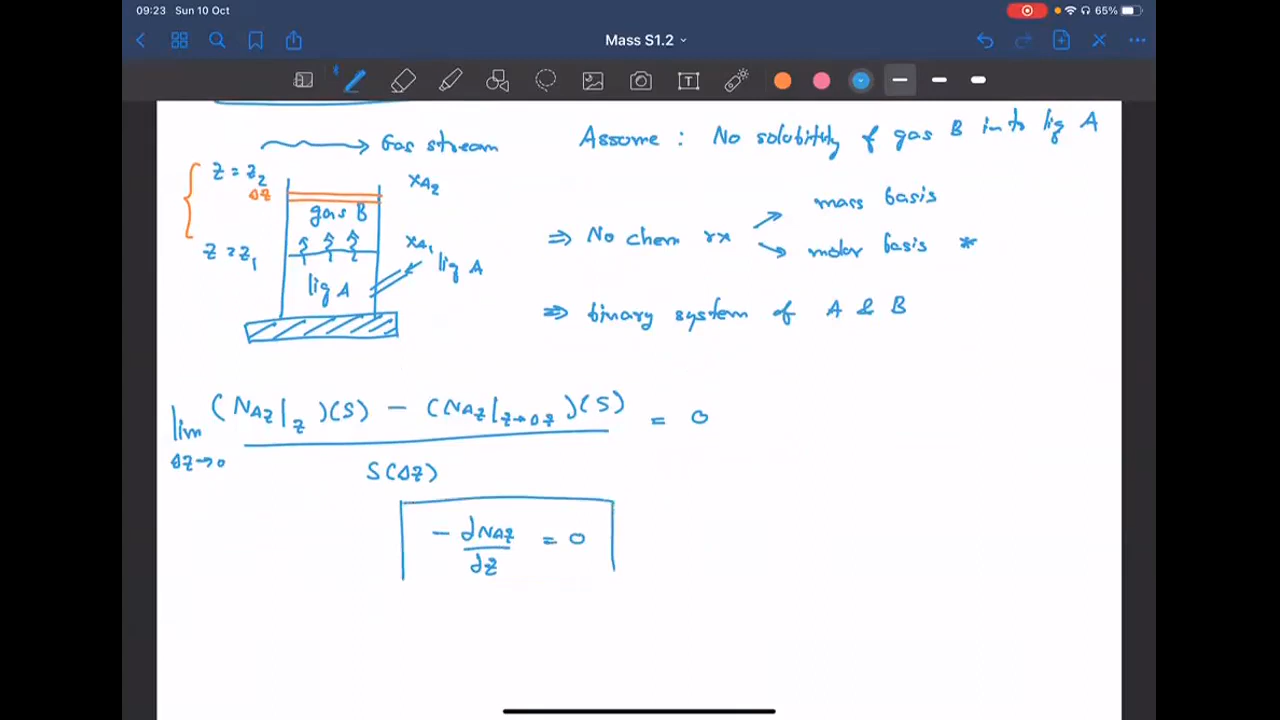 09:23 Sun 10 Oct
65%
Mass S1.2
Gas stream
Assume : No solubility of gas B into liq A
z = z₂
Δz
xA₂
gas B
z = z₁
xA₁
liq A
liq A
⇒ No chem rx
mass basis
molar basis *
⇒ binary system of A & B
lim Δz→0 (NAz|z)(S) − (NAz|z+Δz)(S) / S(Δz) = 0
− dNAz/dz = 0